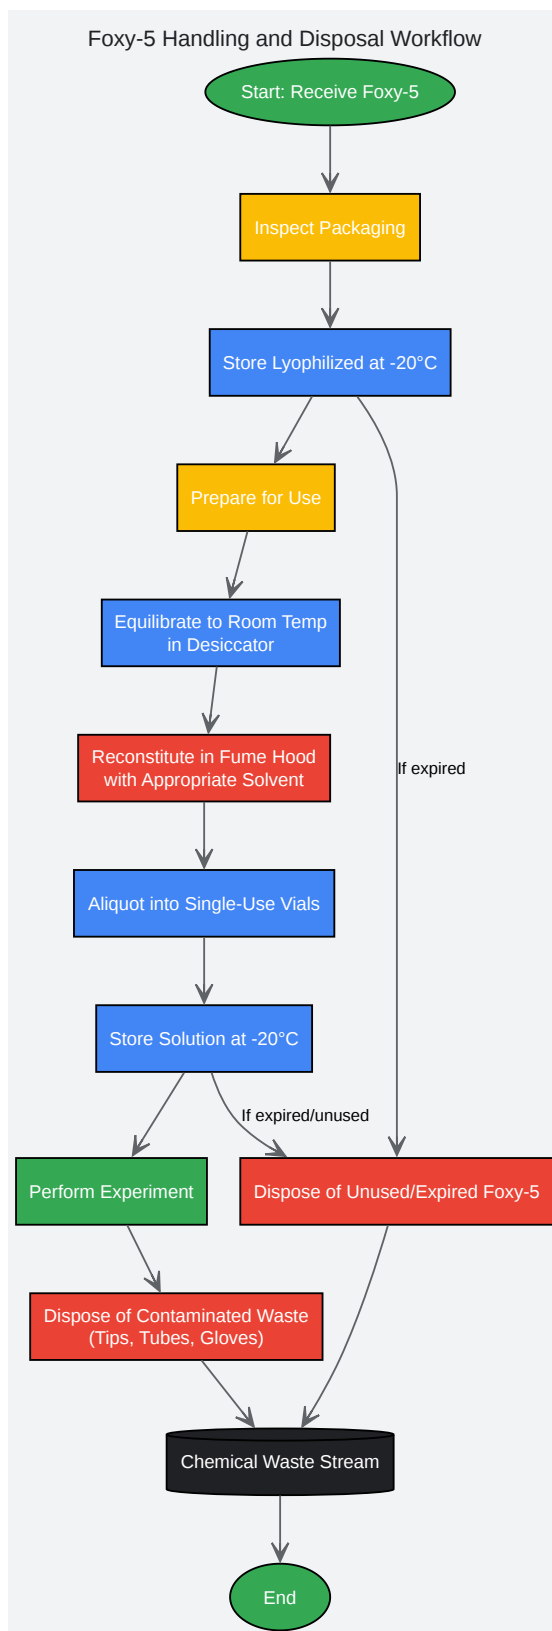 Foxy-5 Handling and Disposal Workflow
Start: Receive Foxy-5
Inspect Packaging
Store Lyophilized at -20°C
Prepare for Use
Equilibrate to Room Temp
in Desiccator
Reconstitute in Fume Hood
with Appropriate Solvent
If expired
Aliquot into Single-Use Vials
Store Solution at -20°C
If expired/unused
Perform Experiment
Dispose of Unused/Expired Foxy-5
Dispose of Contaminated Waste
(Tips, Tubes, Gloves)
Chemical Waste Stream
End